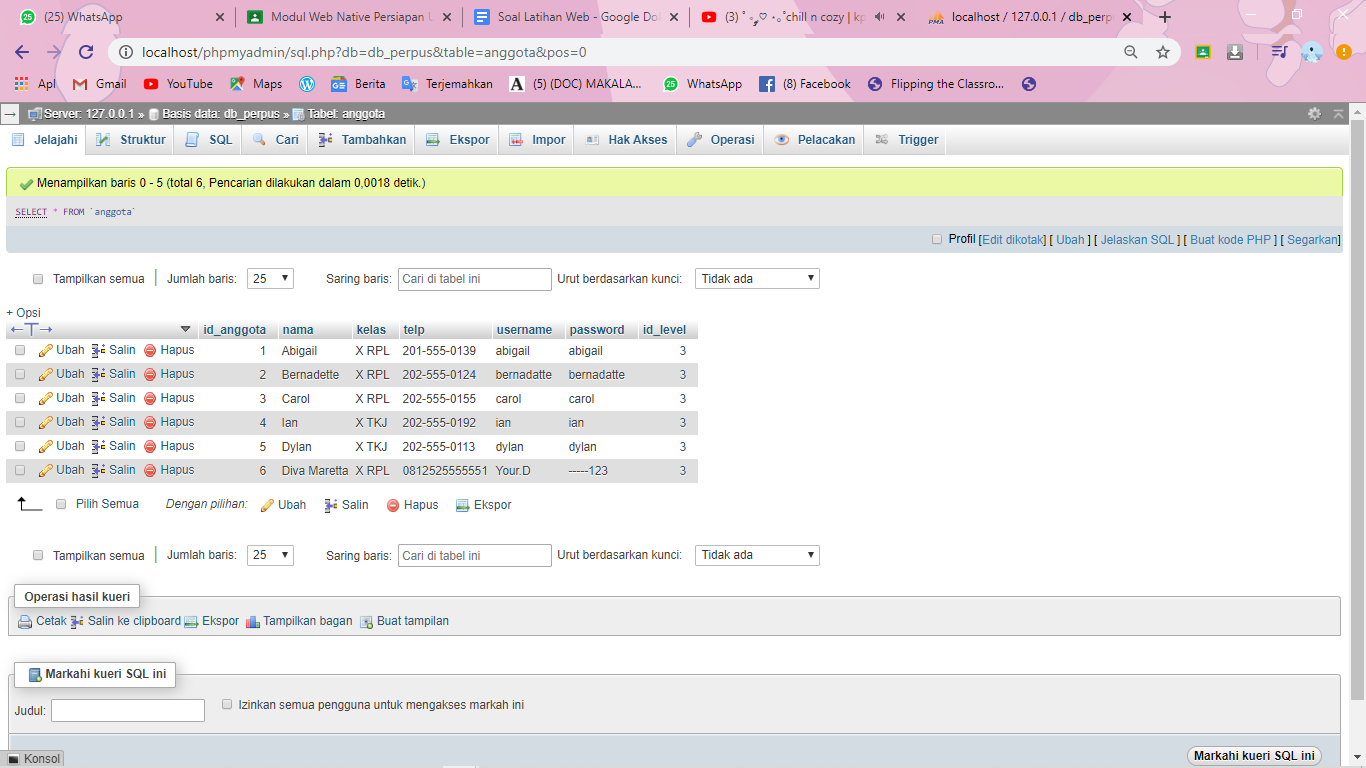 (25) WhatsApp
Modul Web Native Persiapan U
Soal Latihan Web - Google Do
chill n cozy | kp
localhost / 127.0.0.1 / db_perp
localhost/phpmyadmin/sql.php?db=db_perpus&table=anggota&pos=0
Apl Gmail YouTube Maps Berita Terjemahkan (5) (DOC) MAKALA... WhatsApp (8) Facebook Flipping the Classro...
Server: 127.0.0.1 » Basis data: db_perpus » Tabel: anggota
Jelajahi Struktur SQL Cari Tambahkan Ekspor Impor Hak Akses Operasi Pelacakan Trigger
Menampilkan baris 0 - 5 (total 6, Pencarian dilakukan dalam 0,0018 detik.)
SELECT * FROM `anggota`
Profil [Edit dikotak] [ Ubah ] [ Jelaskan SQL ] [ Buat kode PHP ] [ Segarkan]
Tampilkan semua | Jumlah baris: 25 Saring baris: Cari di tabel ini Urut berdasarkan kunci: Tidak ada
+ Opsi
←T→ id_anggota nama kelas telp username password id_level
Ubah Salin Hapus 1 Abigail X RPL 201-555-0139 abigail abigail 3
Ubah Salin Hapus 2 Bernadette X RPL 202-555-0124 bernadatte bernadatte 3
Ubah Salin Hapus 3 Carol X RPL 202-555-0155 carol carol 3
Ubah Salin Hapus 4 Ian X TKJ 202-555-0192 ian ian 3
Ubah Salin Hapus 5 Dylan X TKJ 202-555-0113 dylan dylan 3
Ubah Salin Hapus 6 Diva Maretta X RPL 0812525555551 Your.D -----123 3
Pilih Semua Dengan pilihan: Ubah Salin Hapus Ekspor
Tampilkan semua | Jumlah baris: 25 Saring baris: Cari di tabel ini Urut berdasarkan kunci: Tidak ada
Operasi hasil kueri
Cetak Salin ke clipboard Ekspor Tampilkan bagan Buat tampilan
Markahi kueri SQL ini
Judul: Izinkan semua pengguna untuk mengakses markah ini
Konsol Markahi kueri SQL ini